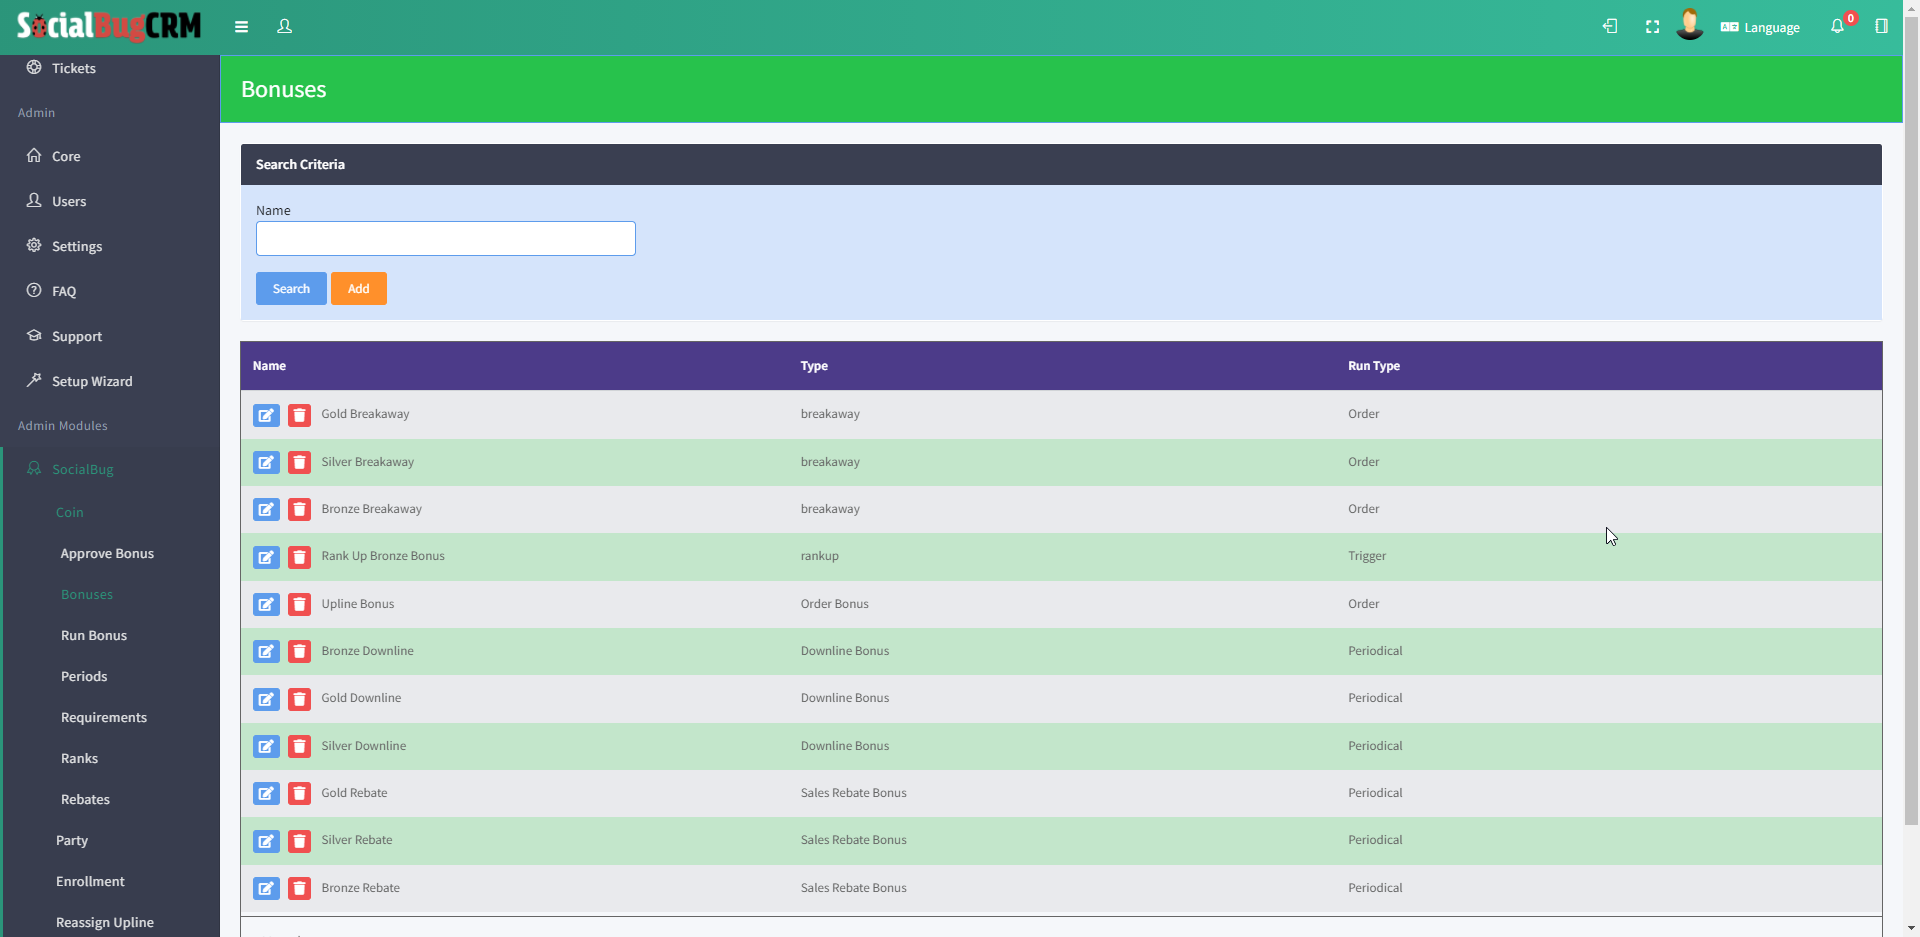 SocialBugCRM
Language
0
Tickets
Admin
Core
Users
Settings
FAQ
Support
Setup Wizard
Admin Modules
SocialBug
Coin
Approve Bonus
Bonuses
Run Bonus
Periods
Requirements
Ranks
Rebates
Party
Enrollment
Reassign Upline
Bonuses
Search Criteria
Name
Search Add
Name Type Run Type
Gold Breakaway breakaway Order
Silver Breakaway breakaway Order
Bronze Breakaway breakaway Order
Rank Up Bronze Bonus rankup Trigger
Upline Bonus Order Bonus Order
Bronze Downline Downline Bonus Periodical
Gold Downline Downline Bonus Periodical
Silver Downline Downline Bonus Periodical
Gold Rebate Sales Rebate Bonus Periodical
Silver Rebate Sales Rebate Bonus Periodical
Bronze Rebate Sales Rebate Bonus Periodical